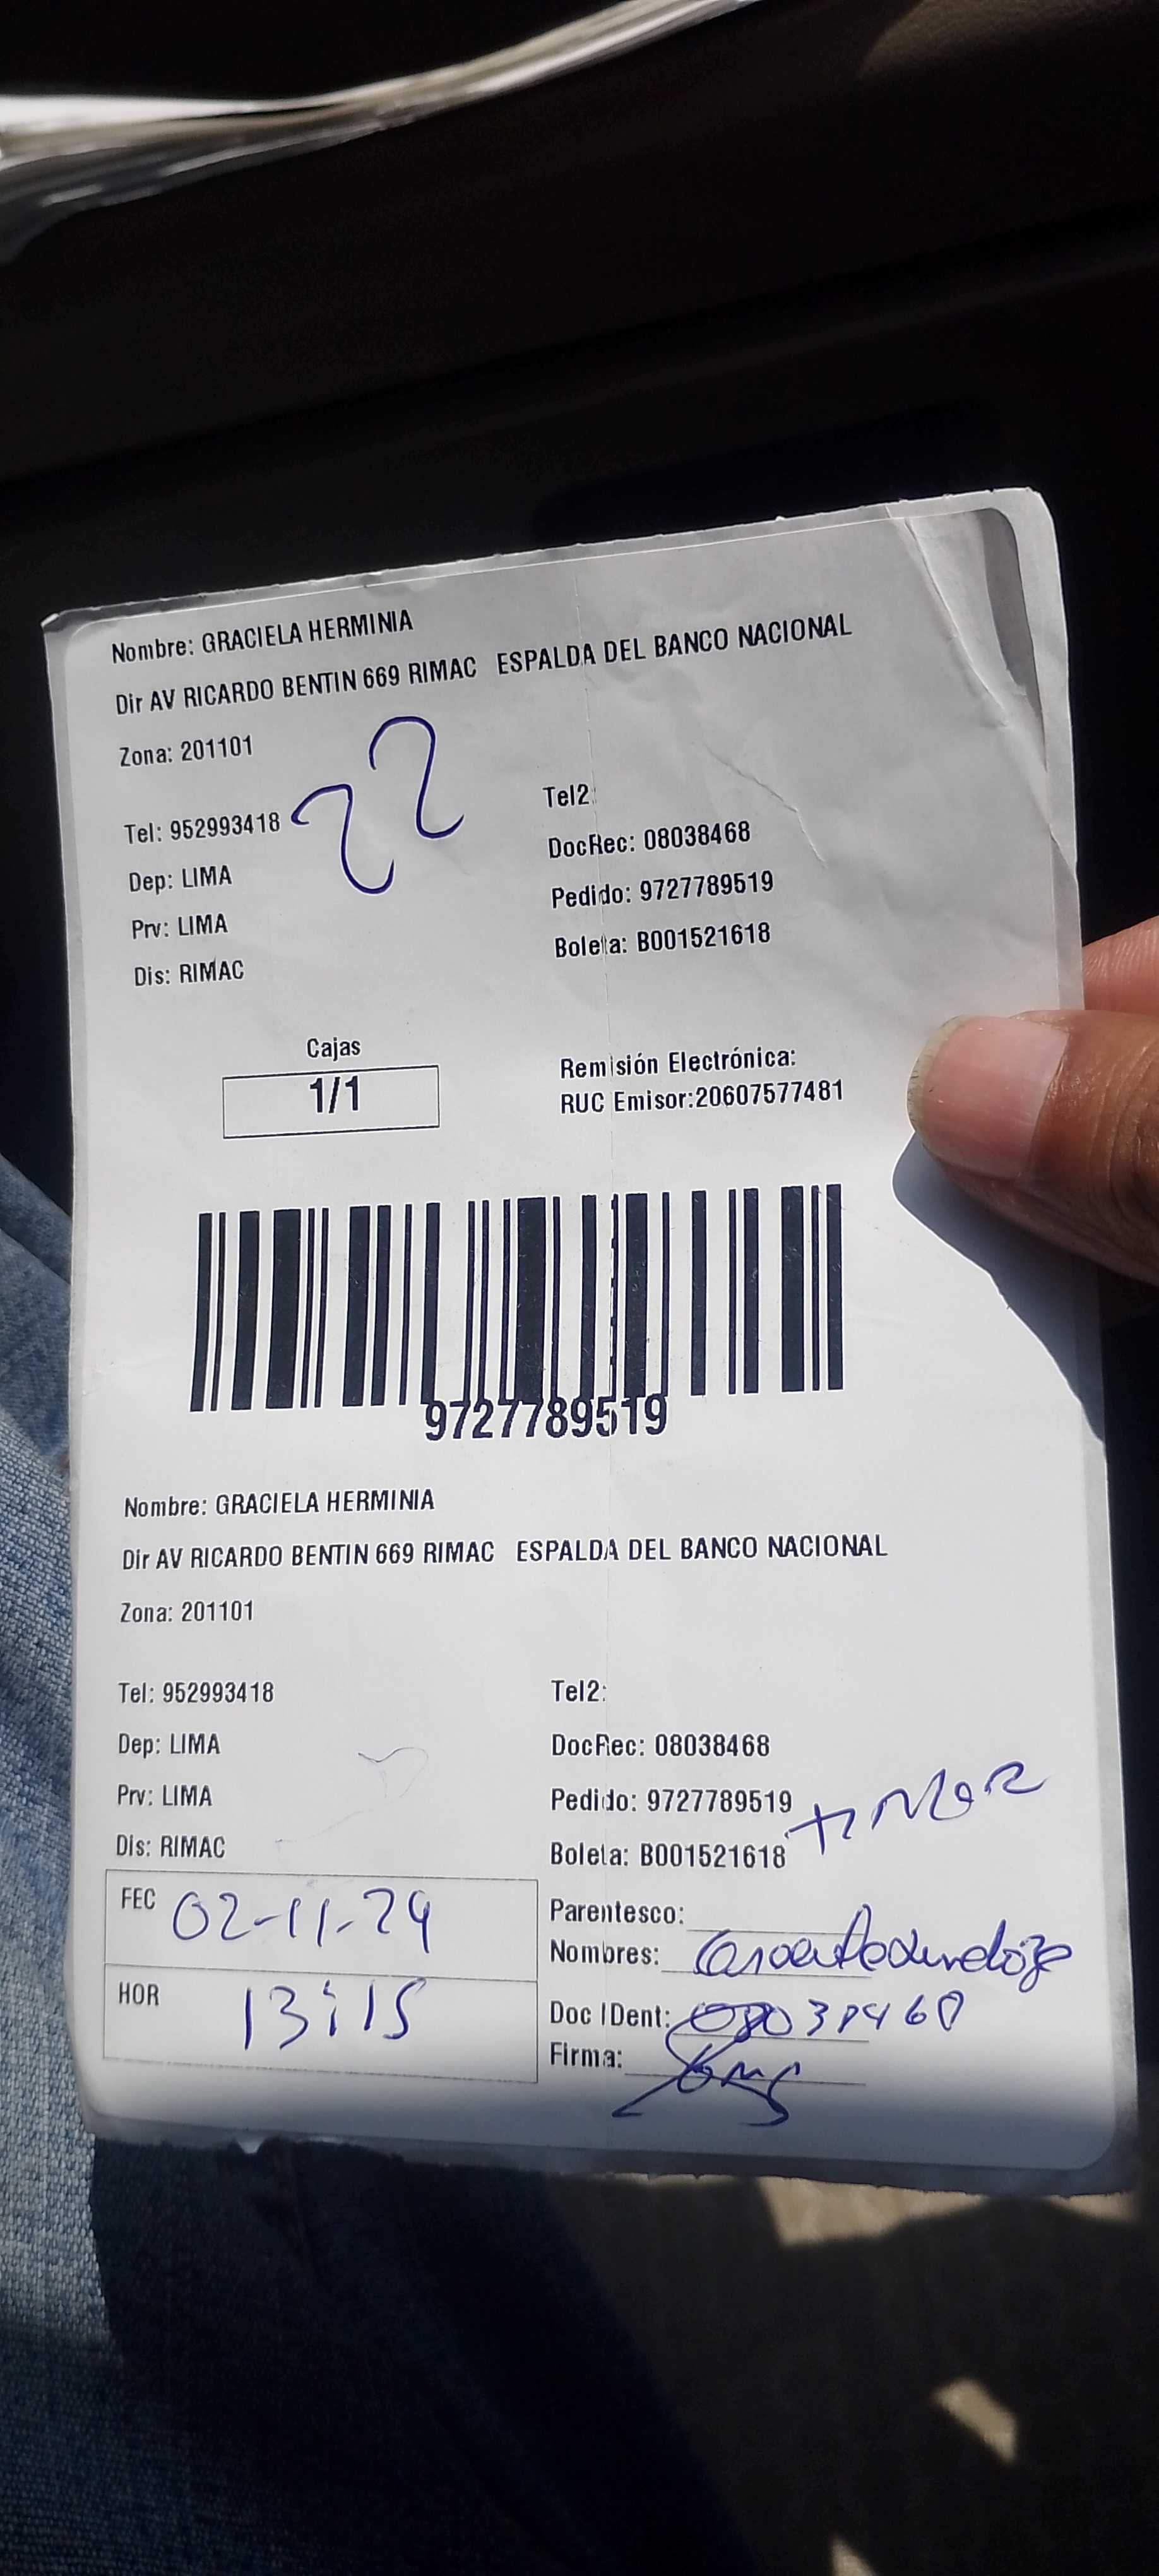 Nombre: GRACIELA HERMINIA
Dir AV RICARDO BENTIN 669 RIMAC ESPALDA DEL BANCO NACIONAL
Zona: 201101
22
Tel: 952993418
Tel2:
Dep: LIMA
DocRec: 08038468
Prv: LIMA
Pedido: 9727789519
Dis: RIMAC
Boleta: B001521618
Cajas
1/1
Remisión Electrónica:
RUC Emisor:20607577481
9727789519
Nombre: GRACIELA HERMINIA
Dir AV RICARDO BENTIN 669 RIMAC ESPALDA DEL BANCO NACIONAL
Zona: 201101
Tel: 952993418
Tel2:
Dep: LIMA
DocRec: 08038468
Prv: LIMA
Pedido: 9727789519
Dis: RIMAC
Boleta: B001521618
FEC 02-11-24
Parentesco:
Nombres:
HOR 13:15
Doc IDent:
Firma: